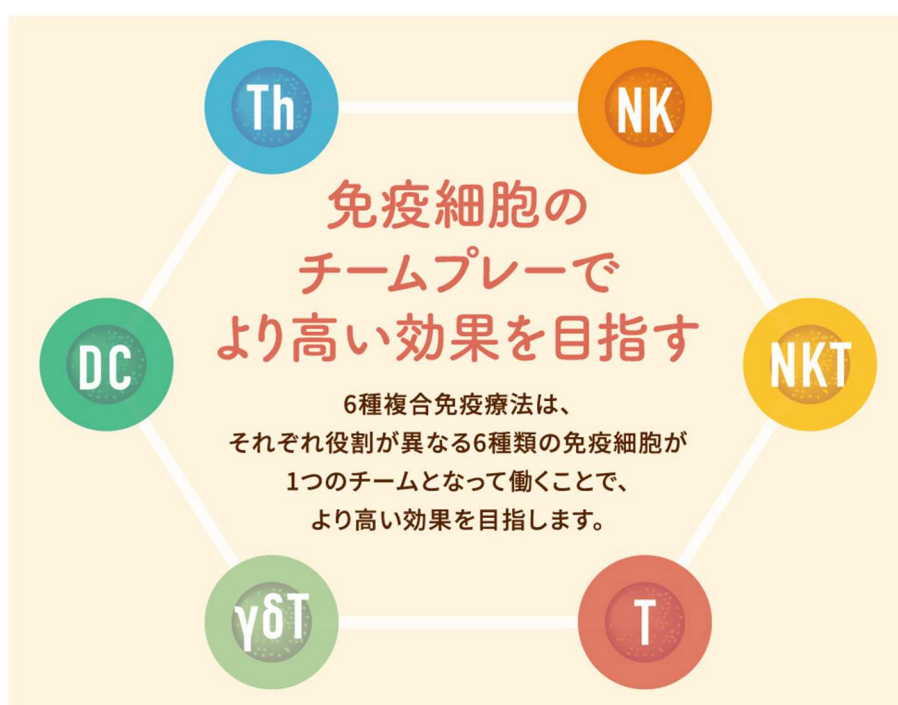 Th
NK
免疫細胞の
チームプレーで
より高い効果を目指す
DC
NKT
6種複合免疫療法は、
それぞれ役割が異なる6種類の免疫細胞が
1つのチームとなって働くことで、
より高い効果を目指します。
γδT
T